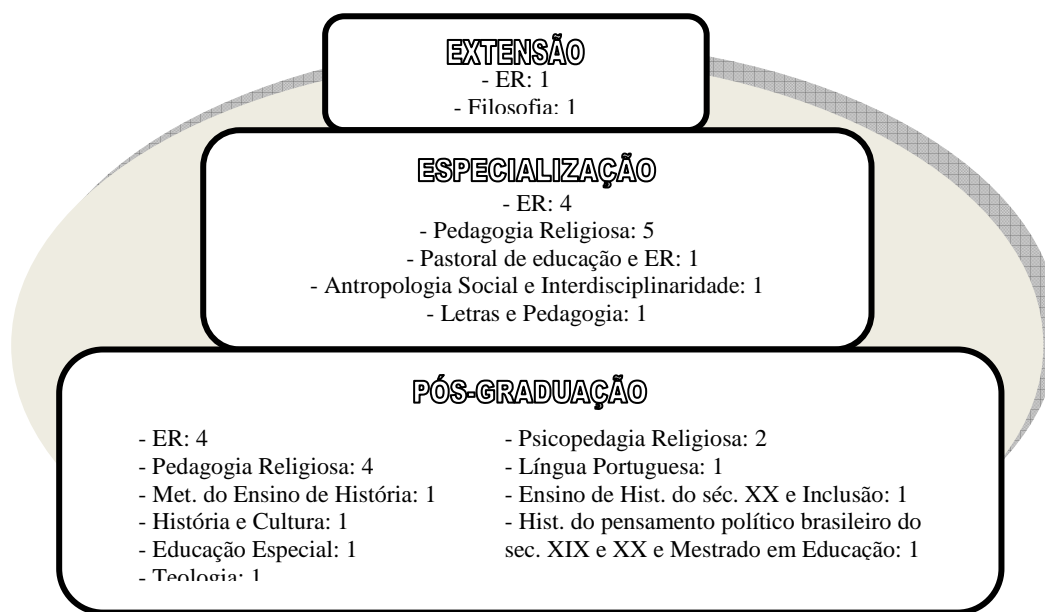 EXTENSÃO
- ER: 1
- Filosofia: 1
ESPECIALIZAÇÃO
- ER: 4
- Pedagogia Religiosa: 5
- Pastoral de educação e ER: 1
- Antropologia Social e Interdisciplinaridade: 1
- Letras e Pedagogia: 1
PÓS-GRADUAÇÃO
- ER: 4
- Pedagogia Religiosa: 4
- Met. do Ensino de História: 1
- História e Cultura: 1
- Educação Especial: 1
- Teologia: 1
- Psicopedagia Religiosa: 2
- Língua Portuguesa: 1
- Ensino de Hist. do séc. XX e Inclusão: 1
- Hist. do pensamento político brasileiro do
sec. XIX e XX e Mestrado em Educação: 1